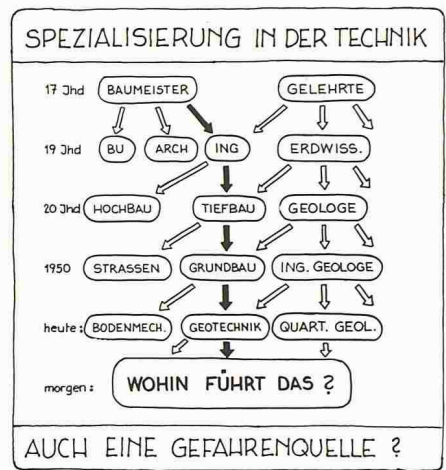 SPEZIALISIERUNG IN DER TECHNIK
17 Jhd BAUMEISTER GELEHRTE
19 Jhd BU ARCH ING ERDWISS.
20 Jhd HOCHBAU TIEFBAU GEOLOGE
1950 STRASSEN GRUNDBAU ING. GEOLOGE
heute: BODENMECH. GEOTECHNIK QUART. GEOL.
morgen: WOHIN FÜHRT DAS ?
AUCH EINE GEFAHRENQUELLE ?